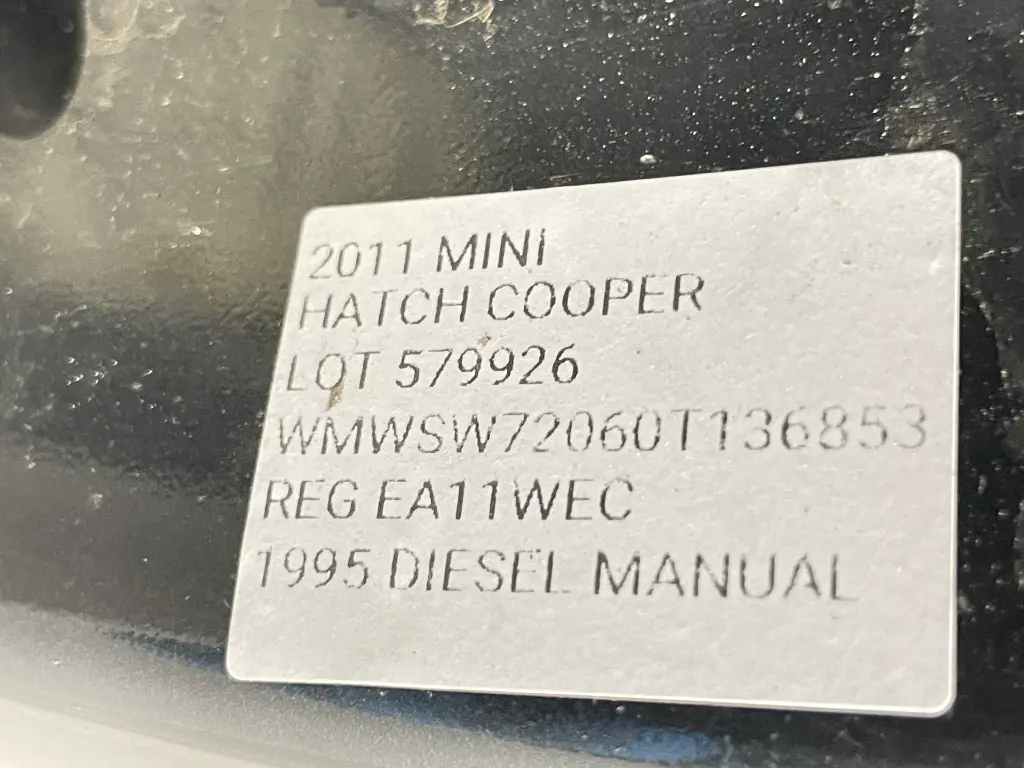 2011 MINI
HATCH COOPER
LOT 579926
WMWSW72060T136853
REG EA11WEC
1995 DIESEL MANUAL